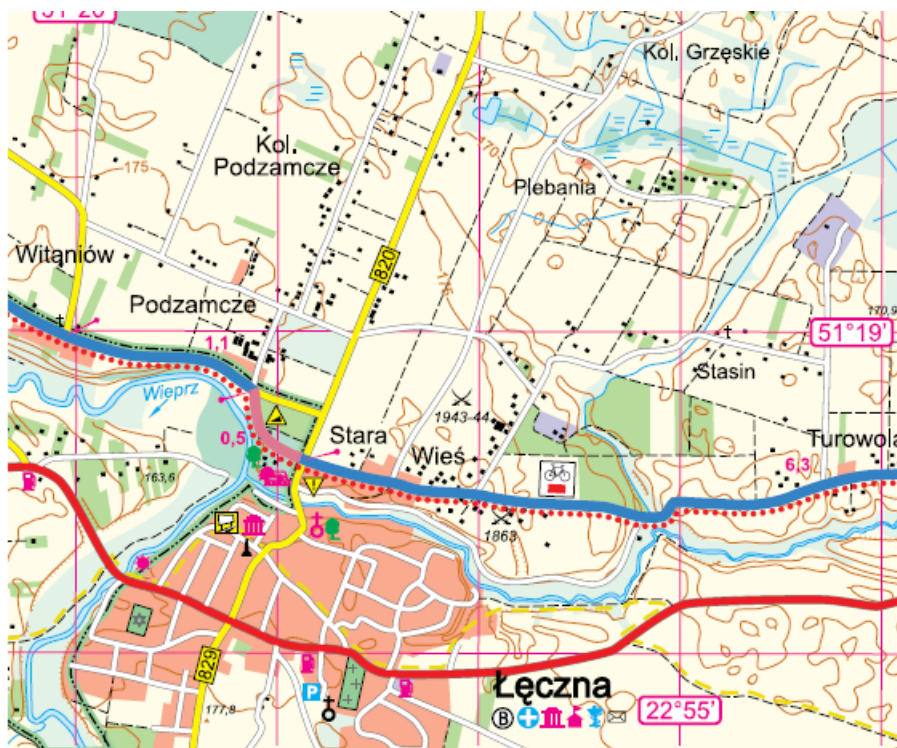 51°20'
Kol. Grzęskie
Kol.
Podzamcze
175
170
Plebania
820
175
Witaniów
Podzamcze
170,9
51°19'
1,1
Stasin
Wieprz
1943-44
0,5
Stara
Wieś
Turowola
6,3
163,6
1863
829
P
Łęczna
177,8
B
22°55'